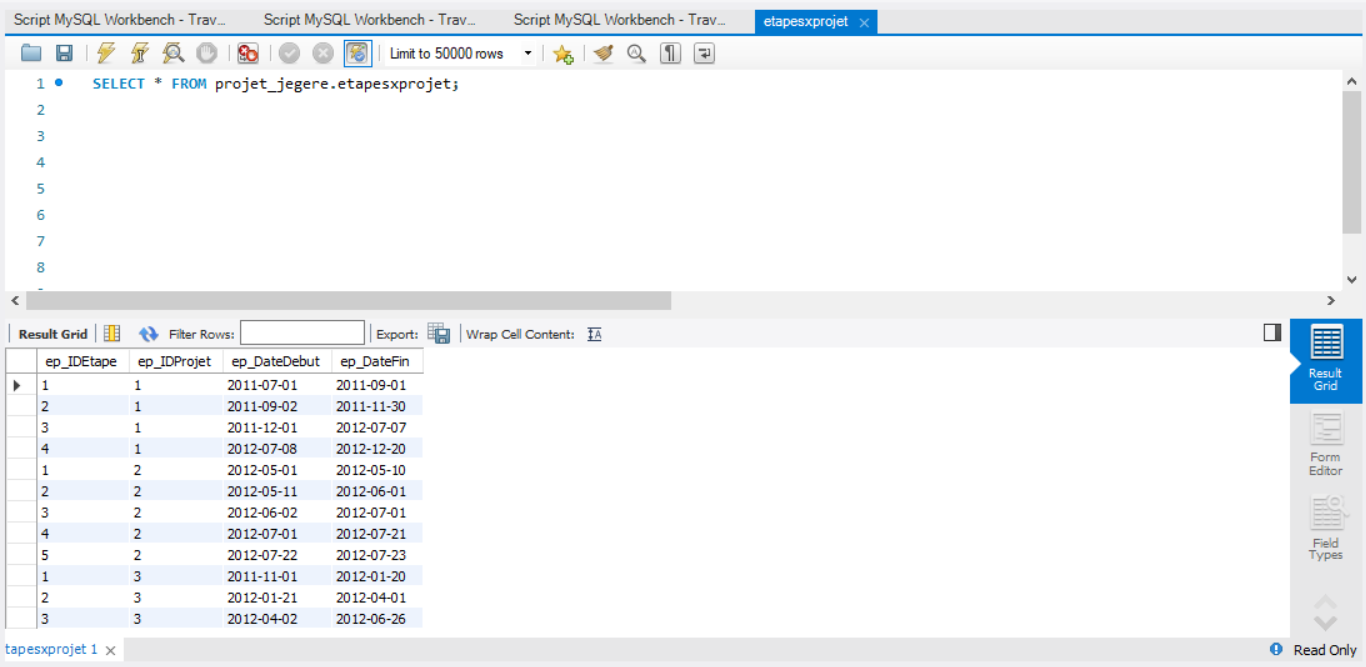 Script MySQL Workbench - Trav... Script MySQL Workbench - Trav... Script MySQL Workbench - Trav... etapesxprojet
Limit to 50000 rows
1 SELECT * FROM projet_jegere.etapesxprojet;
2
3
4
5
6
7
8
Result Grid Filter Rows: Export: Wrap Cell Content:
ep_IDEtape ep_IDProjet ep_DateDebut ep_DateFin
1 1 2011-07-01 2011-09-01
2 1 2011-09-02 2011-11-30
3 1 2011-12-01 2012-07-07
4 1 2012-07-08 2012-12-20
1 2 2012-05-01 2012-05-10
2 2 2012-05-11 2012-06-01
3 2 2012-06-02 2012-07-01
4 2 2012-07-01 2012-07-21
5 2 2012-07-22 2012-07-23
1 3 2011-11-01 2012-01-20
2 3 2012-01-21 2012-04-01
3 3 2012-04-02 2012-06-26
Result
Grid
Form
Editor
Field
Types
tapesxprojet 1 Read Only